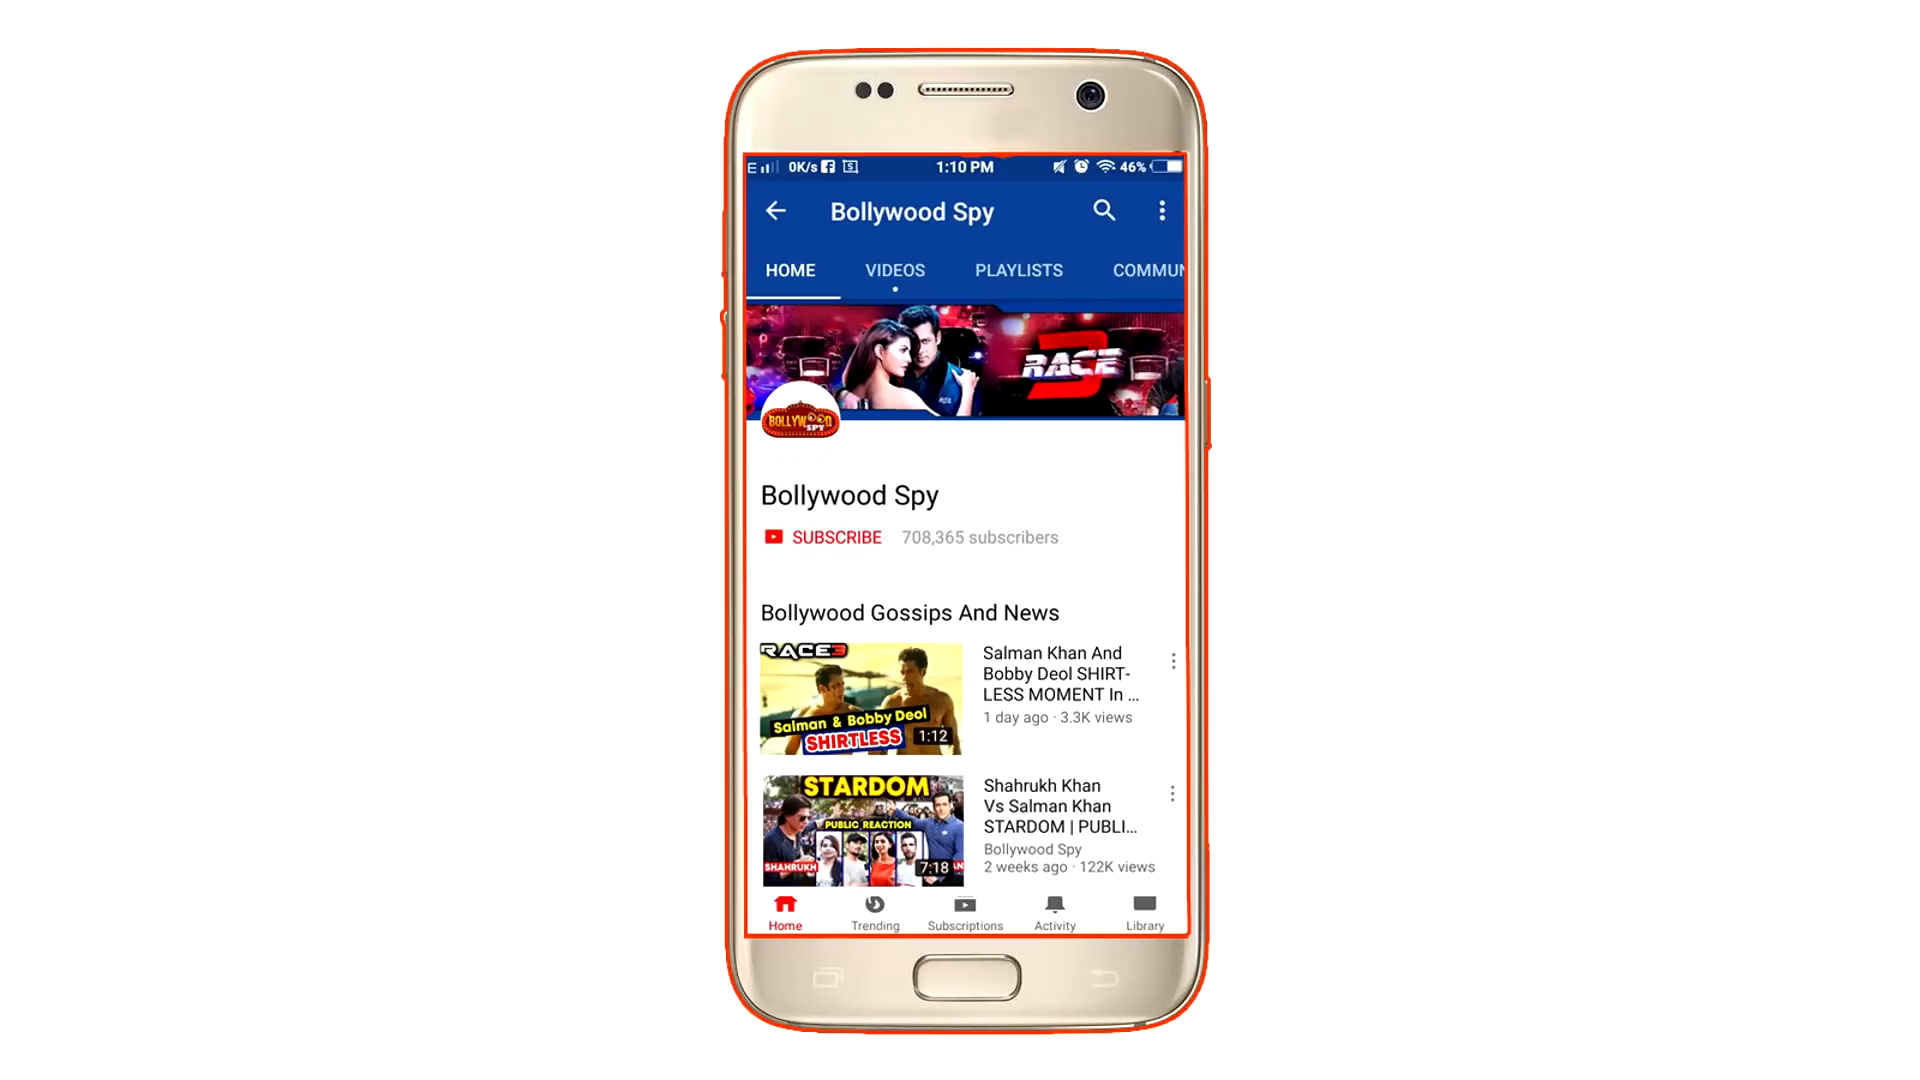 E 0K/s 1:10 PM 46%
Bollywood Spy
HOME VIDEOS PLAYLISTS COMMUN
RACE 3
BOLLYWOOD
SPY
Bollywood Spy
SUBSCRIBE 708,365 subscribers
Bollywood Gossips And News
RACE3
Salman & Bobby Deol
SHIRTLESS
1:12
Salman Khan And
Bobby Deol SHIRT-
LESS MOMENT In ...
1 day ago · 3.3K views
STARDOM
PUBLIC REACTION
SHAHRUKH
7:18
Shahrukh Khan
Vs Salman Khan
STARDOM | PUBLI...
Bollywood Spy
2 weeks ago · 122K views
Home Trending Subscriptions Activity Library